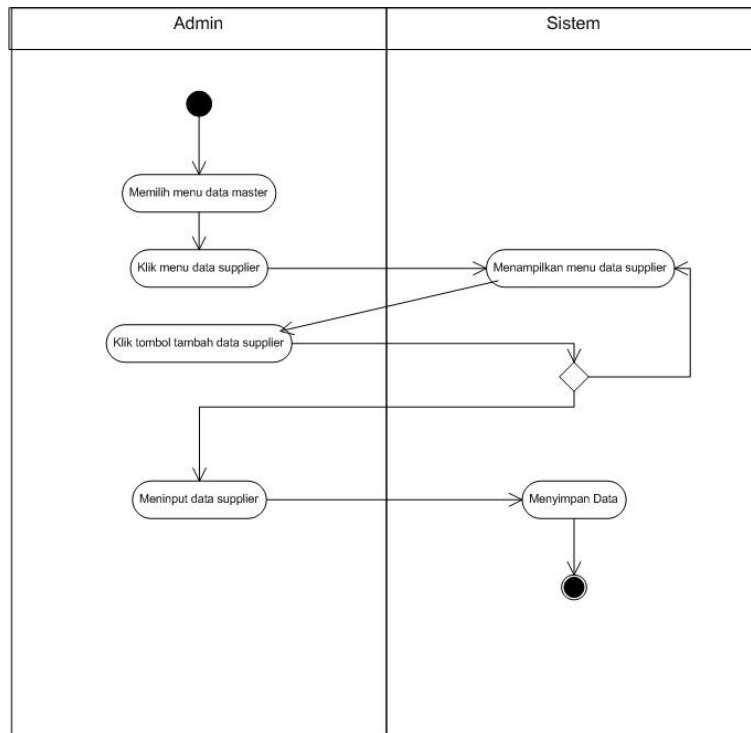 Admin
Sistem
Memilih menu data master
Klik menu data supplier
Menampilkan menu data supplier
Klik tombol tambah data supplier
Meninput data supplier
Menyimpan Data